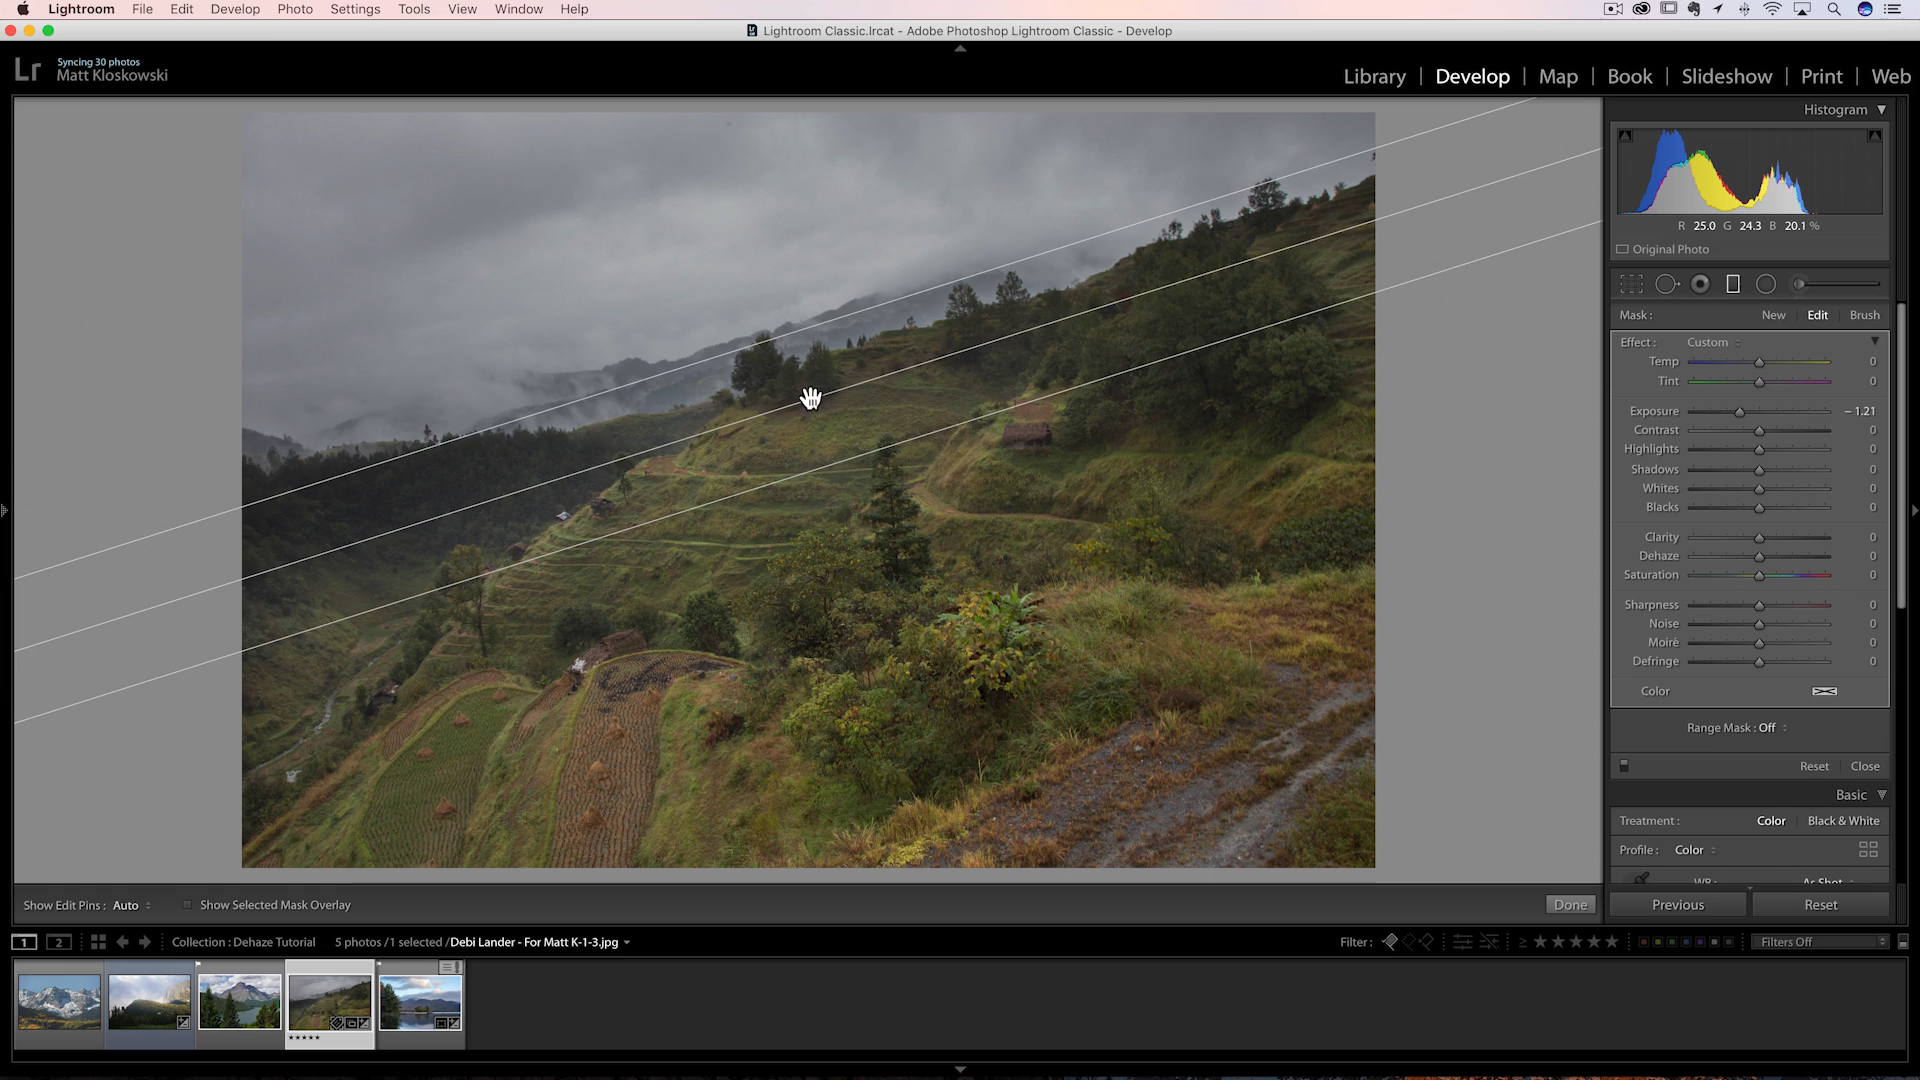 Lightroom File Edit Develop Photo Settings Tools View Window Help
Lightroom Classic.lrcat - Adobe Photoshop Lightroom Classic - Develop
Lr Syncing 30 photos
Matt Kloskowski
Library | Develop | Map | Book | Slideshow | Print | Web
Histogram
R 25.0 G 24.3 B 20.1 %
Original Photo
Mask : New Edit Brush
Effect : Custom
Temp 0
Tint 0
Exposure – 1.21
Contrast 0
Highlights 0
Shadows 0
Whites 0
Blacks 0
Clarity 0
Dehaze 0
Saturation 0
Sharpness 0
Noise 0
Moiré 0
Defringe 0
Color
Range Mask : Off
Reset Close
Basic
Treatment : Color Black & White
Profile : Color
WB : As Shot
Show Edit Pins : Auto Show Selected Mask Overlay Done Previous Reset
1 2 Collection : Dehaze Tutorial 5 photos / 1 selected / Debi Lander - For Matt K-1-3.jpg Filter : ≥ ★★★★★ Filters Off
★★★★★